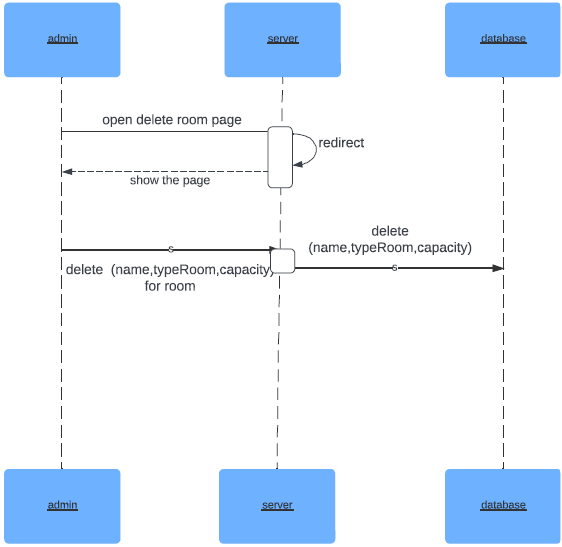 admin
server
database
open delete room page
redirect
show the page
delete
(name,typeRoom,capacity)
s
delete (name,typeRoom,capacity)
for room
s
admin
server
database